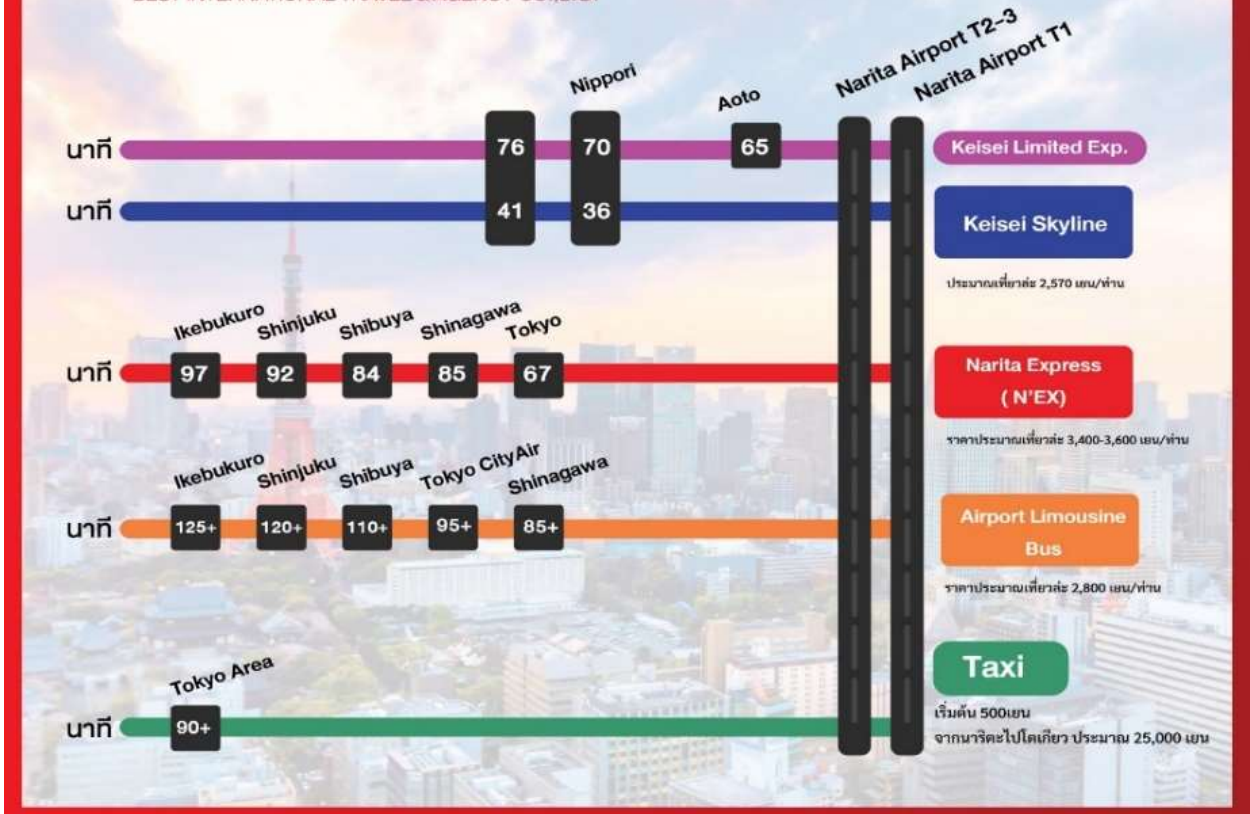 Narita Airport T2-3
Narita Airport T1
Nippori
Aoto
นาที
76
70
65
Keisei Limited Exp.
นาที
41
36
Keisei Skyline
ประมาณเที่ยวล่ะ 2,570 เยน/ท่าน
Ikebukuro
Shinjuku
Shibuya
Shinagawa
Tokyo
นาที
97
92
84
85
67
Narita Express
( N'EX)
ราคาประมาณเที่ยวล่ะ 3,400-3,600 เยน/ท่าน
Ikebukuro
Shinjuku
Shibuya
Tokyo CityAir
Shinagawa
นาที
125+
120+
110+
95+
85+
Airport Limousine
Bus
ราคาประมาณเที่ยวล่ะ 2,800 เยน/ท่าน
Tokyo Area
นาที
90+
Taxi
เริ่มต้น 500เยน
จากนาริตะไปโตเกียว ประมาณ 25,000 เยน